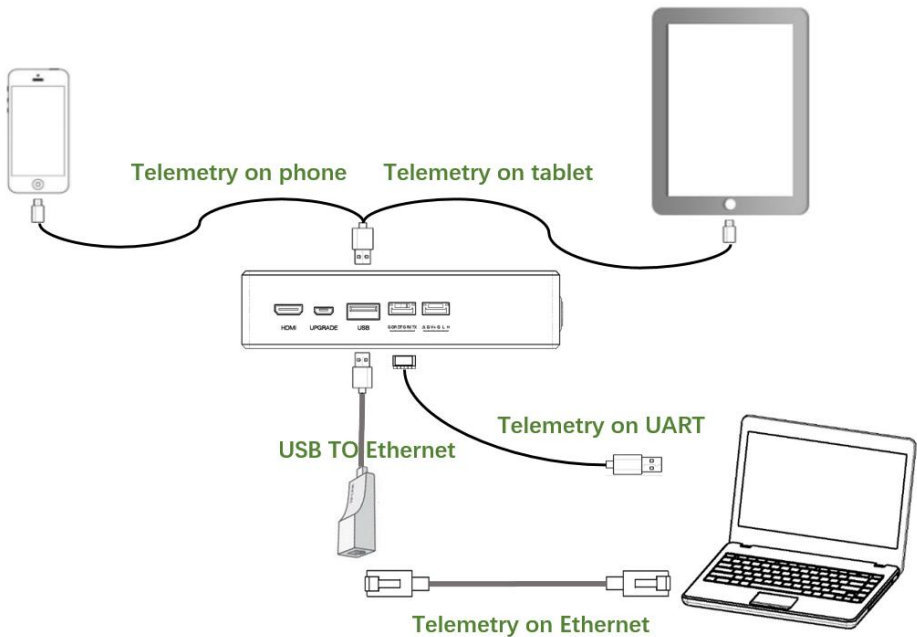 Telemetry on phone
Telemetry on tablet
HDMI
UPGRADE
USB
Telemetry on UART
USB TO Ethernet
Telemetry on Ethernet